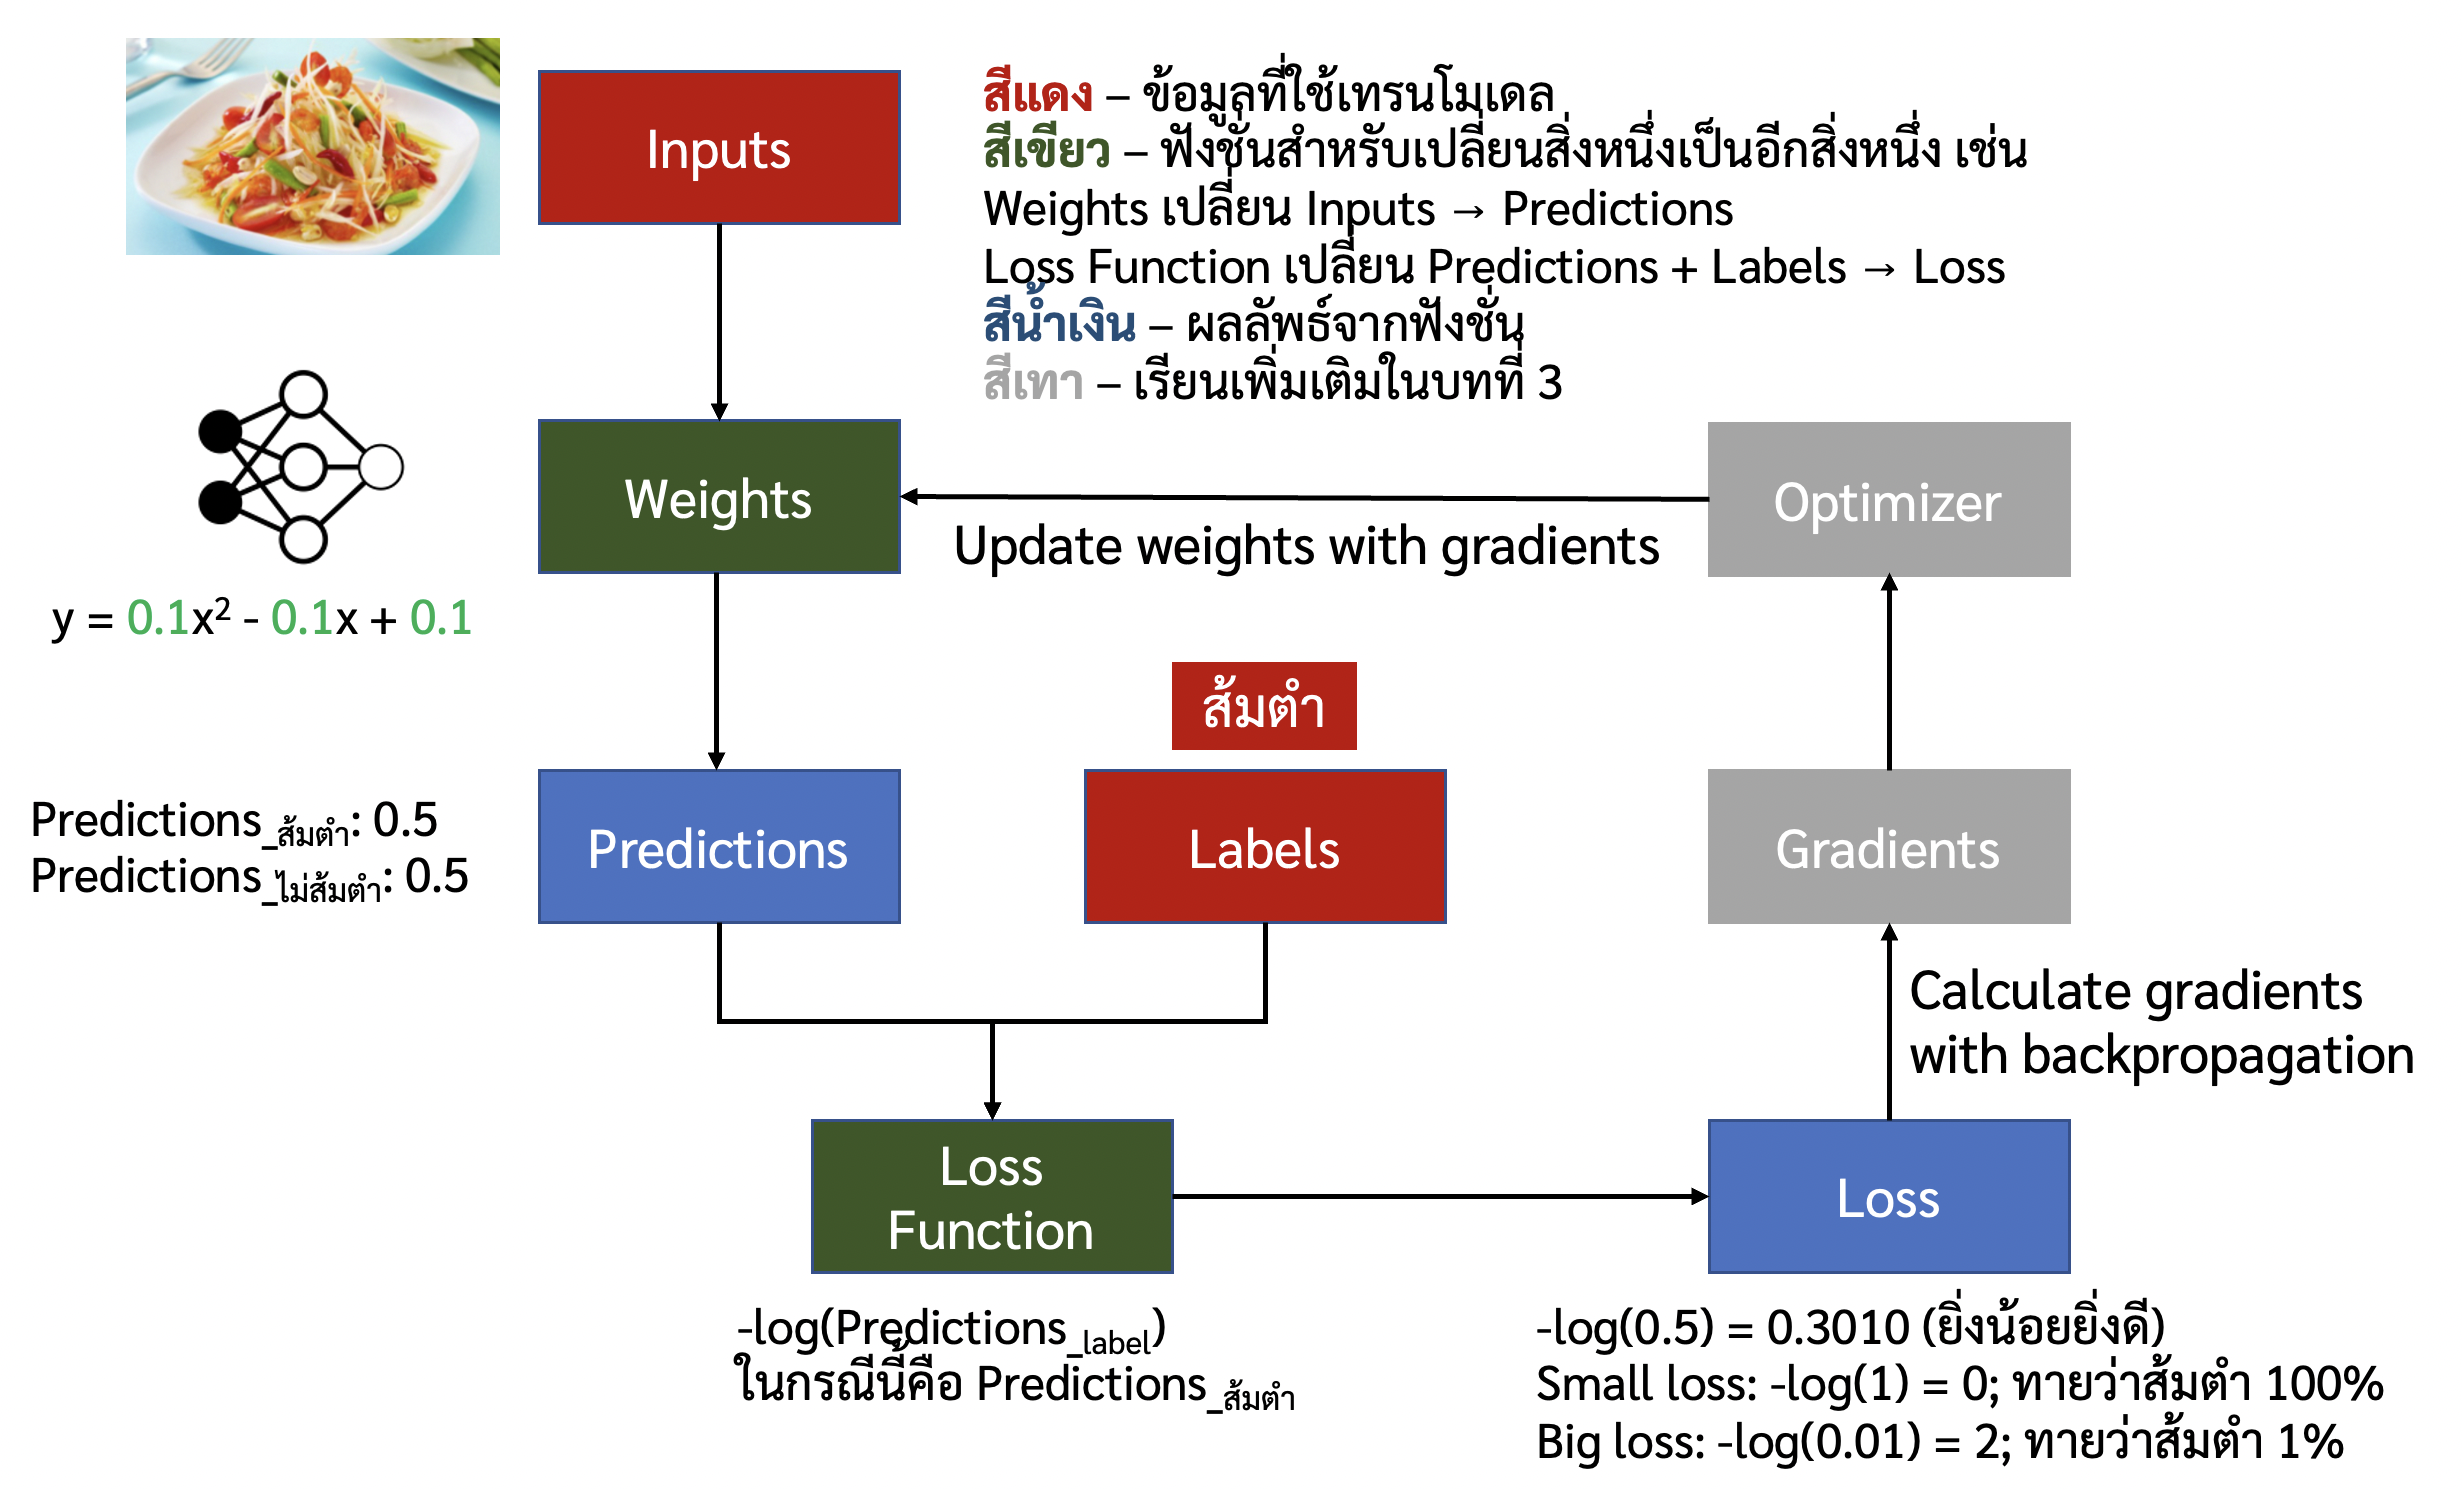 Inputs
สีแดง – ข้อมูลที่ใช้เทรนโมเดล
สีเขียว – ฟังชั่นสำหรับเปลี่ยนสิ่งหนึ่งเป็นอีกสิ่งหนึ่ง เช่น
Weights เปลี่ยน Inputs → Predictions
Loss Function เปลี่ยน Predictions + Labels → Loss
สีน้ำเงิน – ผลลัพธ์จากฟังชั่น
สีเทา – เรียนเพิ่มเติมในบทที่ 3
Weights
Optimizer
Update weights with gradients
y = 0.1x² - 0.1x + 0.1
ส้มตำ
Predictions_ส้มตำ: 0.5
Predictions_ไม่ส้มตำ: 0.5
Predictions
Labels
Gradients
Calculate gradients
with backpropagation
Loss
Function
Loss
-log(Predictions_label)
ในกรณีนี้คือ Predictions_ส้มตำ
-log(0.5) = 0.3010 (ยิ่งน้อยยิ่งดี)
Small loss: -log(1) = 0; ทายว่าส้มตำ 100%
Big loss: -log(0.01) = 2; ทายว่าส้มตำ 1%